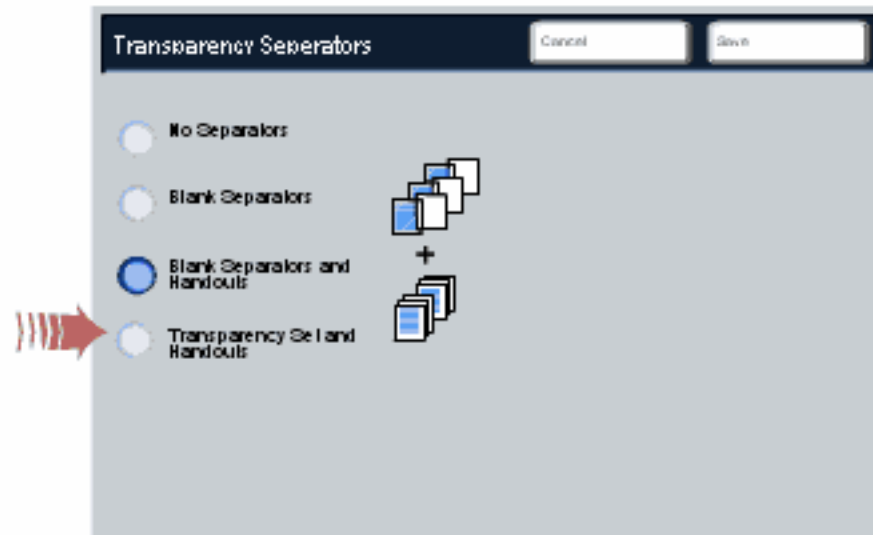 Transparency Seperators
Cancel
Save
No Separators
Blank Separators
Blank Separators and
Handouts
Transparency Set and
Handouts